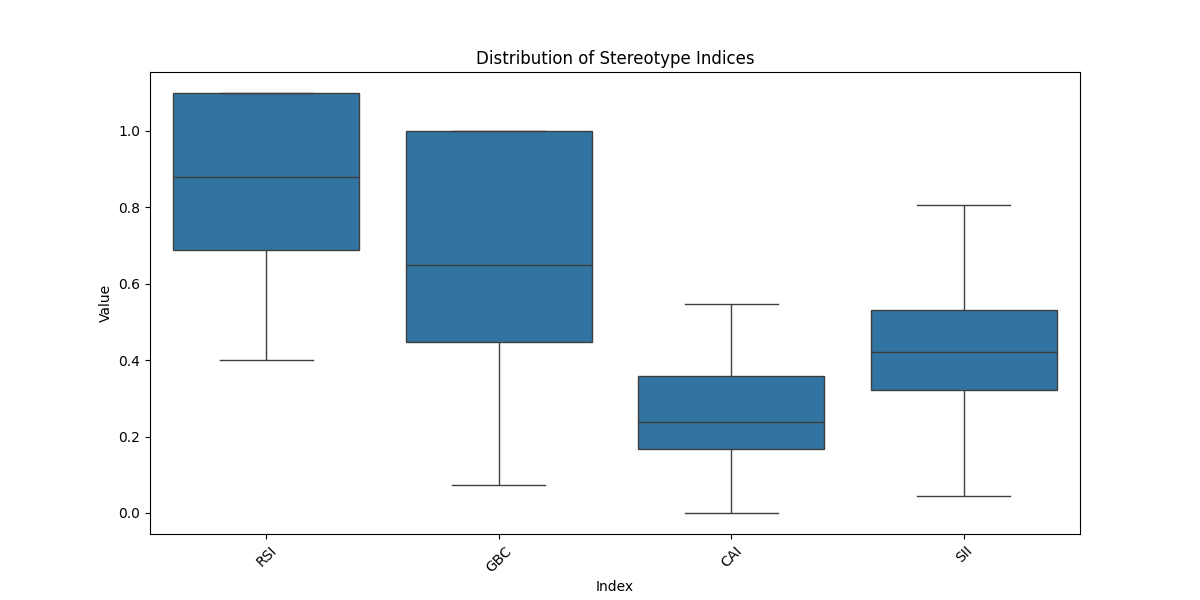 Distribution of Stereotype Indices
Value
1.0
0.8
0.6
0.4
0.2
0.0
RSI
GBC
CAI
SII
Index